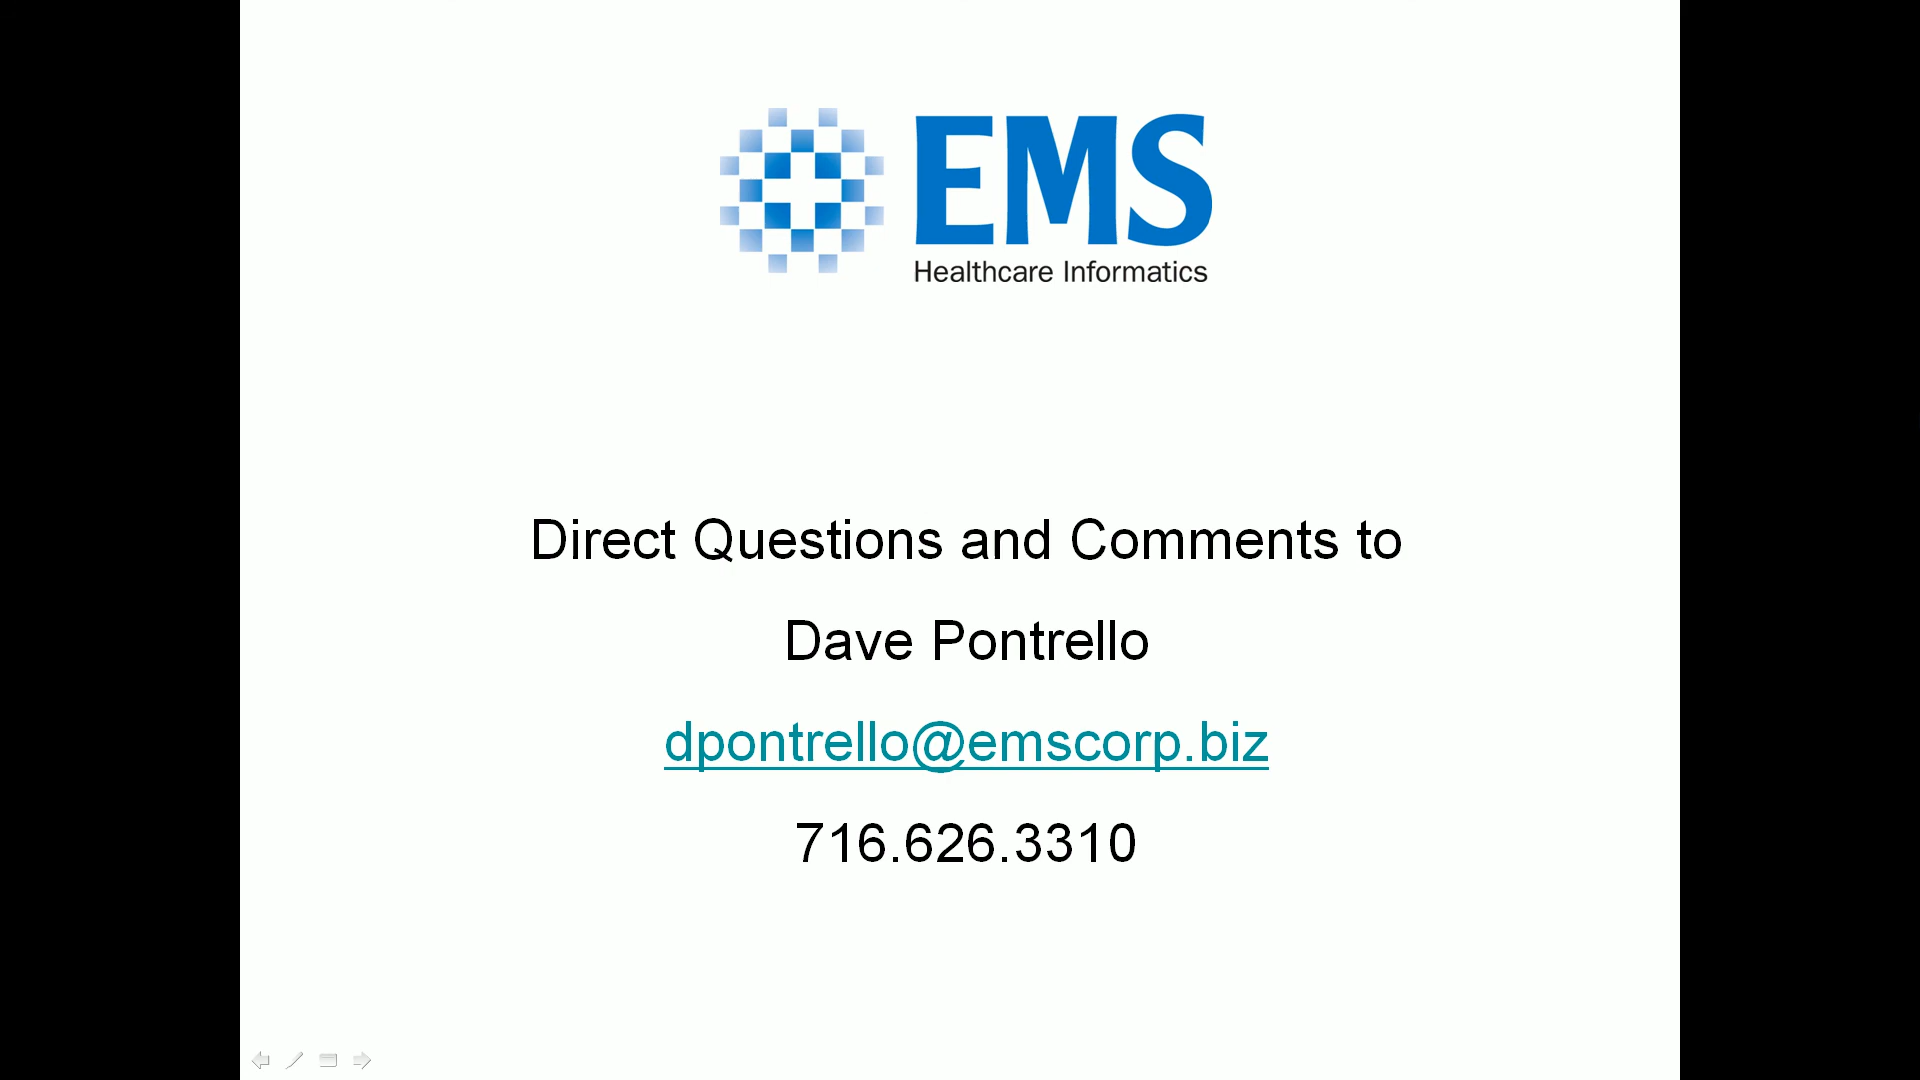 EMS
Healthcare Informatics
Direct Questions and Comments to
Dave Pontrello
dpontrello@emscorp.biz
716.626.3310